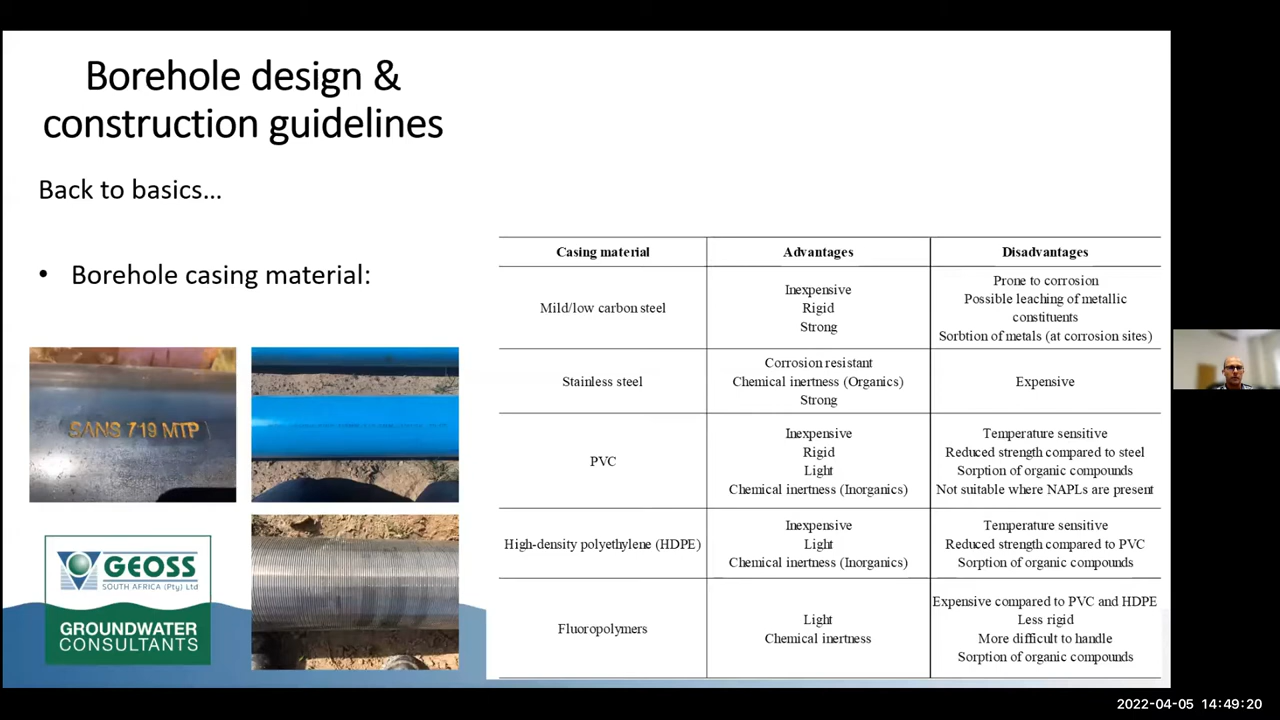 Borehole design &
construction guidelines
Back to basics...
• Borehole casing material:
SANS 719 MTP
GEOSS
SOUTH AFRICA (Pty) Ltd
GROUNDWATER
CONSULTANTS
Casing material Advantages Disadvantages
Mild/low carbon steel
Inexpensive
Rigid
Strong
Prone to corrosion
Possible leaching of metallic
constituents
Sorbtion of metals (at corrosion sites)
Stainless steel
Corrosion resistant
Chemical inertness (Organics)
Strong
Expensive
PVC
Inexpensive
Rigid
Light
Chemical inertness (Inorganics)
Temperature sensitive
Reduced strength compared to steel
Sorption of organic compounds
Not suitable where NAPLs are present
High-density polyethylene (HDPE)
Inexpensive
Light
Chemical inertness (Inorganics)
Temperature sensitive
Reduced strength compared to PVC
Sorption of organic compounds
Fluoropolymers
Light
Chemical inertness
Expensive compared to PVC and HDPE
Less rigid
More difficult to handle
Sorption of organic compounds
2022-04-05 14:49:20